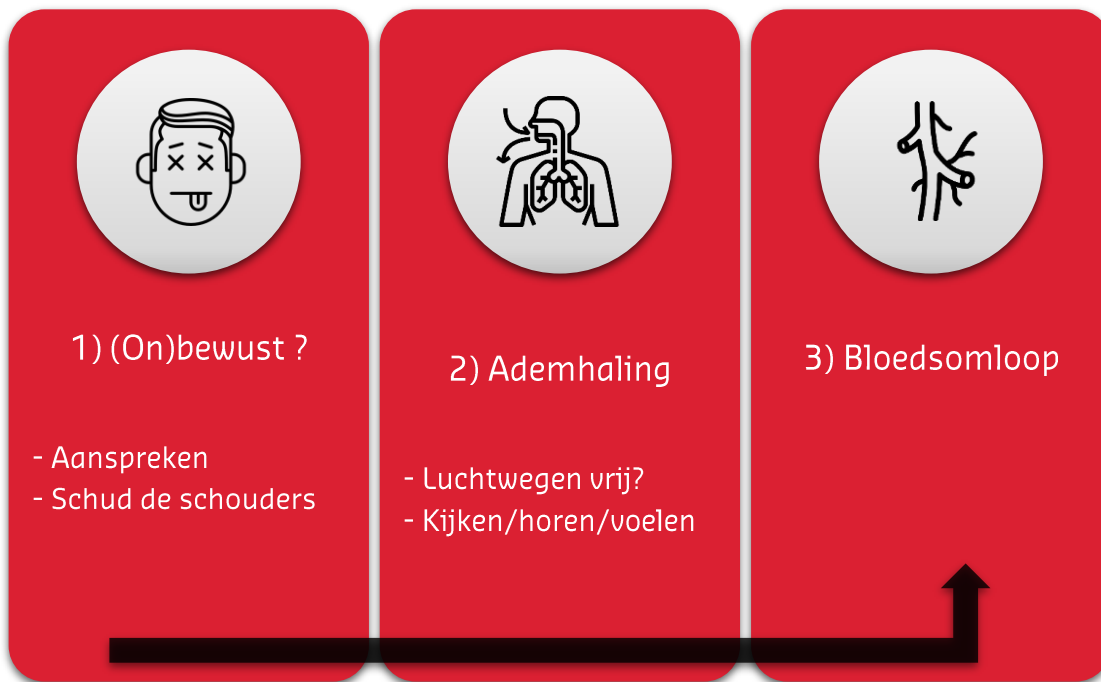 1) (On)bewust ?
- Aanspreken
- Schud de schouders
2) Ademhaling
- Luchtwegen vrij?
- Kijken/horen/voelen
3) Bloedsomloop